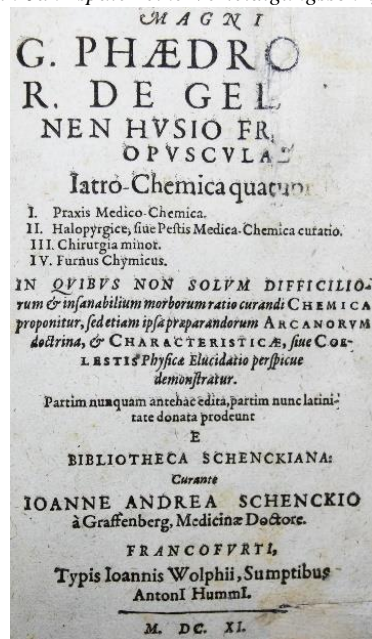 MAGNI
G. PHÆDRO
R. DE GEL
NEN HVSIO FR.
OPVSCVLA
Iatrò-Chemica quatuor
I. Praxis Medico-Chemica.
II. Halopyrgice, ſiue Peſtis Medica-Chemica curatio.
III. Chirurgia minor.
IV. Furnus Chymicus.
IN QVIBVS NON SOLVM DIFFICILIO-
rum & inſanabilium morborum ratio curandi CHEMICA
proponitur, ſed etiam ipſa præparandorum ARCANORVM
doctrina, & CHARACTERISTICÆ, ſiue COE-
LESTIS Phyſicæ Elucidatio perſpicue
demonſtratur.
Partim nunquam antehac edita, partim nunc latini-
tate donata prodeunt
E
BIBLIOTHECA SCHENCKIANA:
Curante
IOANNE ANDREA SCHENCKIO
à Graffenberg, Medicinæ Doctore.
FRANCOFVRTI,
Typis Ioannis Wolphii, Sumptibus
AntonI HummI.
M. DC. XI.